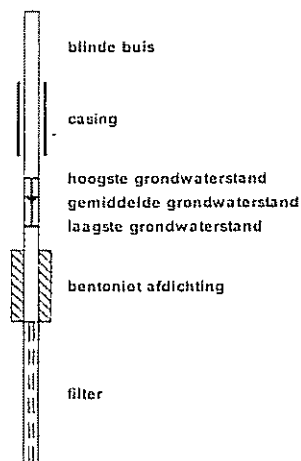 blinde buis
casing
hoogste grondwaterstand
gemiddelde grondwaterstand
laagste grondwaterstand
bentoniet afdichting
filter